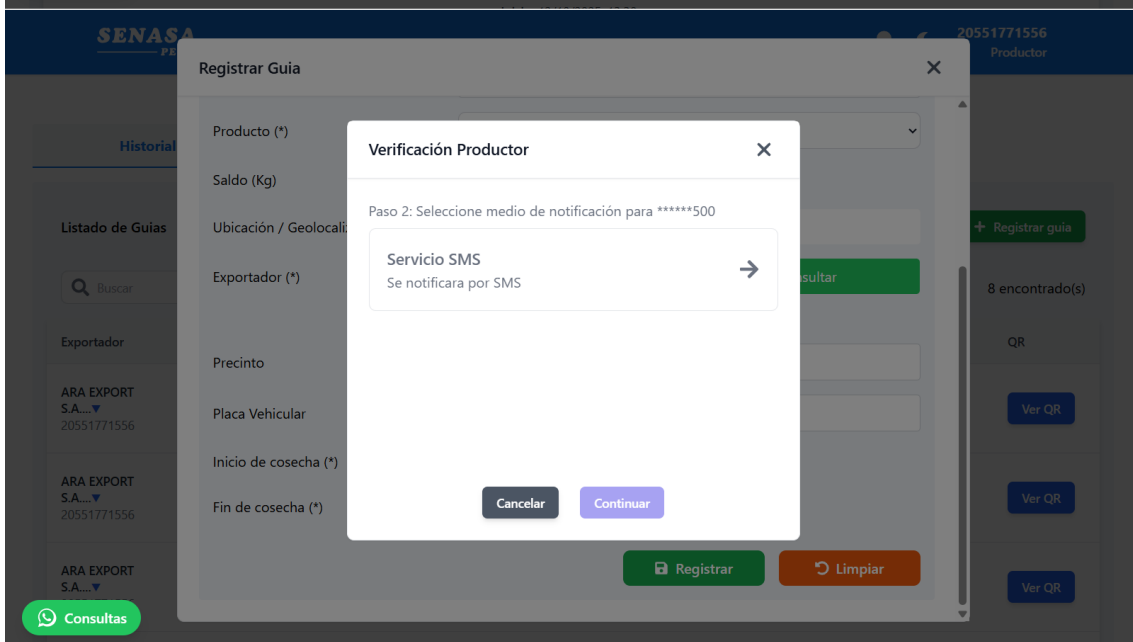 SENASA
PE
20551771556
Productor
Registrar Guia
Historial
Producto (*)
Verificación Productor
Saldo (Kg)
Paso 2: Seleccione medio de notificación para ******500
Listado de Guias
Ubicación / Geolocali
+ Registrar guia
Servicio SMS
Se notificara por SMS
Buscar
Exportador (*)
sultar
8 encontrado(s)
Exportador
QR
Precinto
ARA EXPORT
S.A....▼
20551771556
Placa Vehicular
Ver QR
Inicio de cosecha (*)
ARA EXPORT
S.A....▼
20551771556
Fin de cosecha (*)
Cancelar
Continuar
Ver QR
ARA EXPORT
S.A....▼
Registrar
Limpiar
Ver QR
Consultas